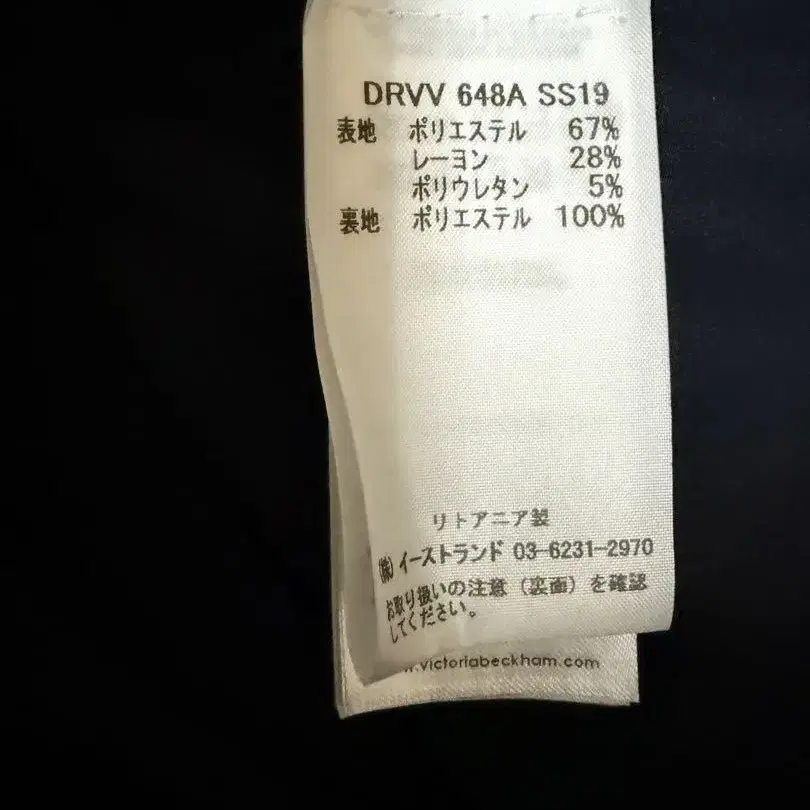 DRVV 648A SS19
表地 ポリエステル 67%
レーヨン 28%
ポリウレタン 5%
裏地 ポリエステル 100%
リトアニア製
㈱イーストランド 03-6231-2970
お取り扱いの注意（裏面）を確認
してください。
.victoriabeckham.com